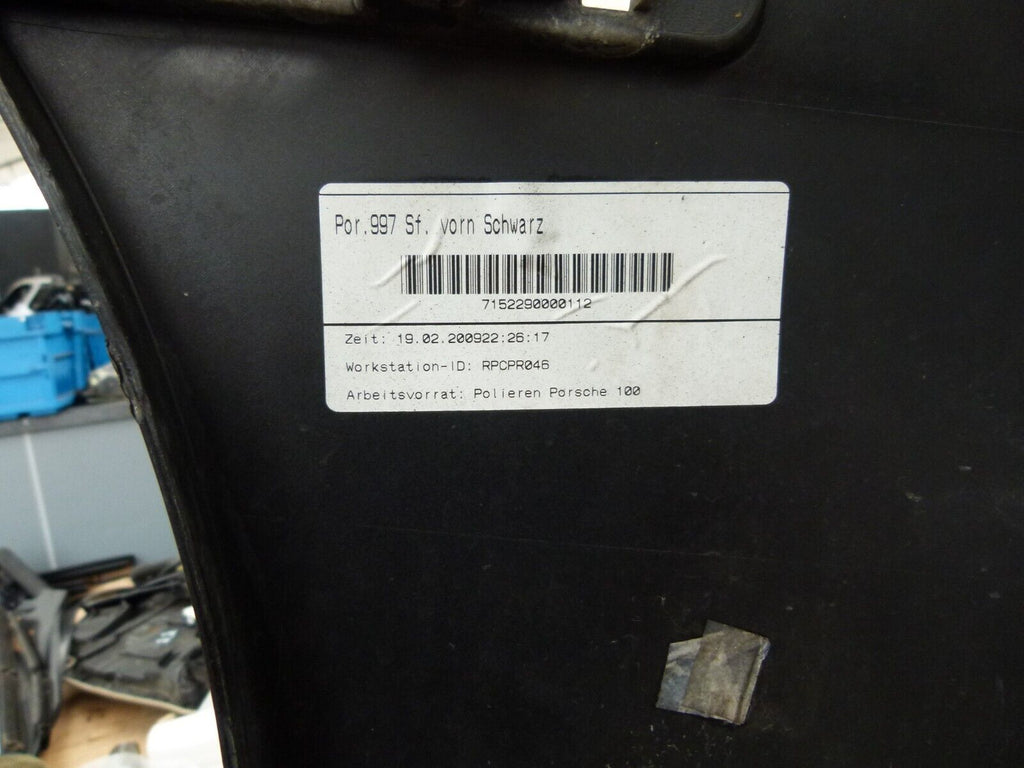 Por.997 Sf. vorn Schwarz
7152290000112
Zeit: 19.02.200922:26:17
Workstation-ID: RPCPR046
Arbeitsvorrat: Polieren Porsche 100